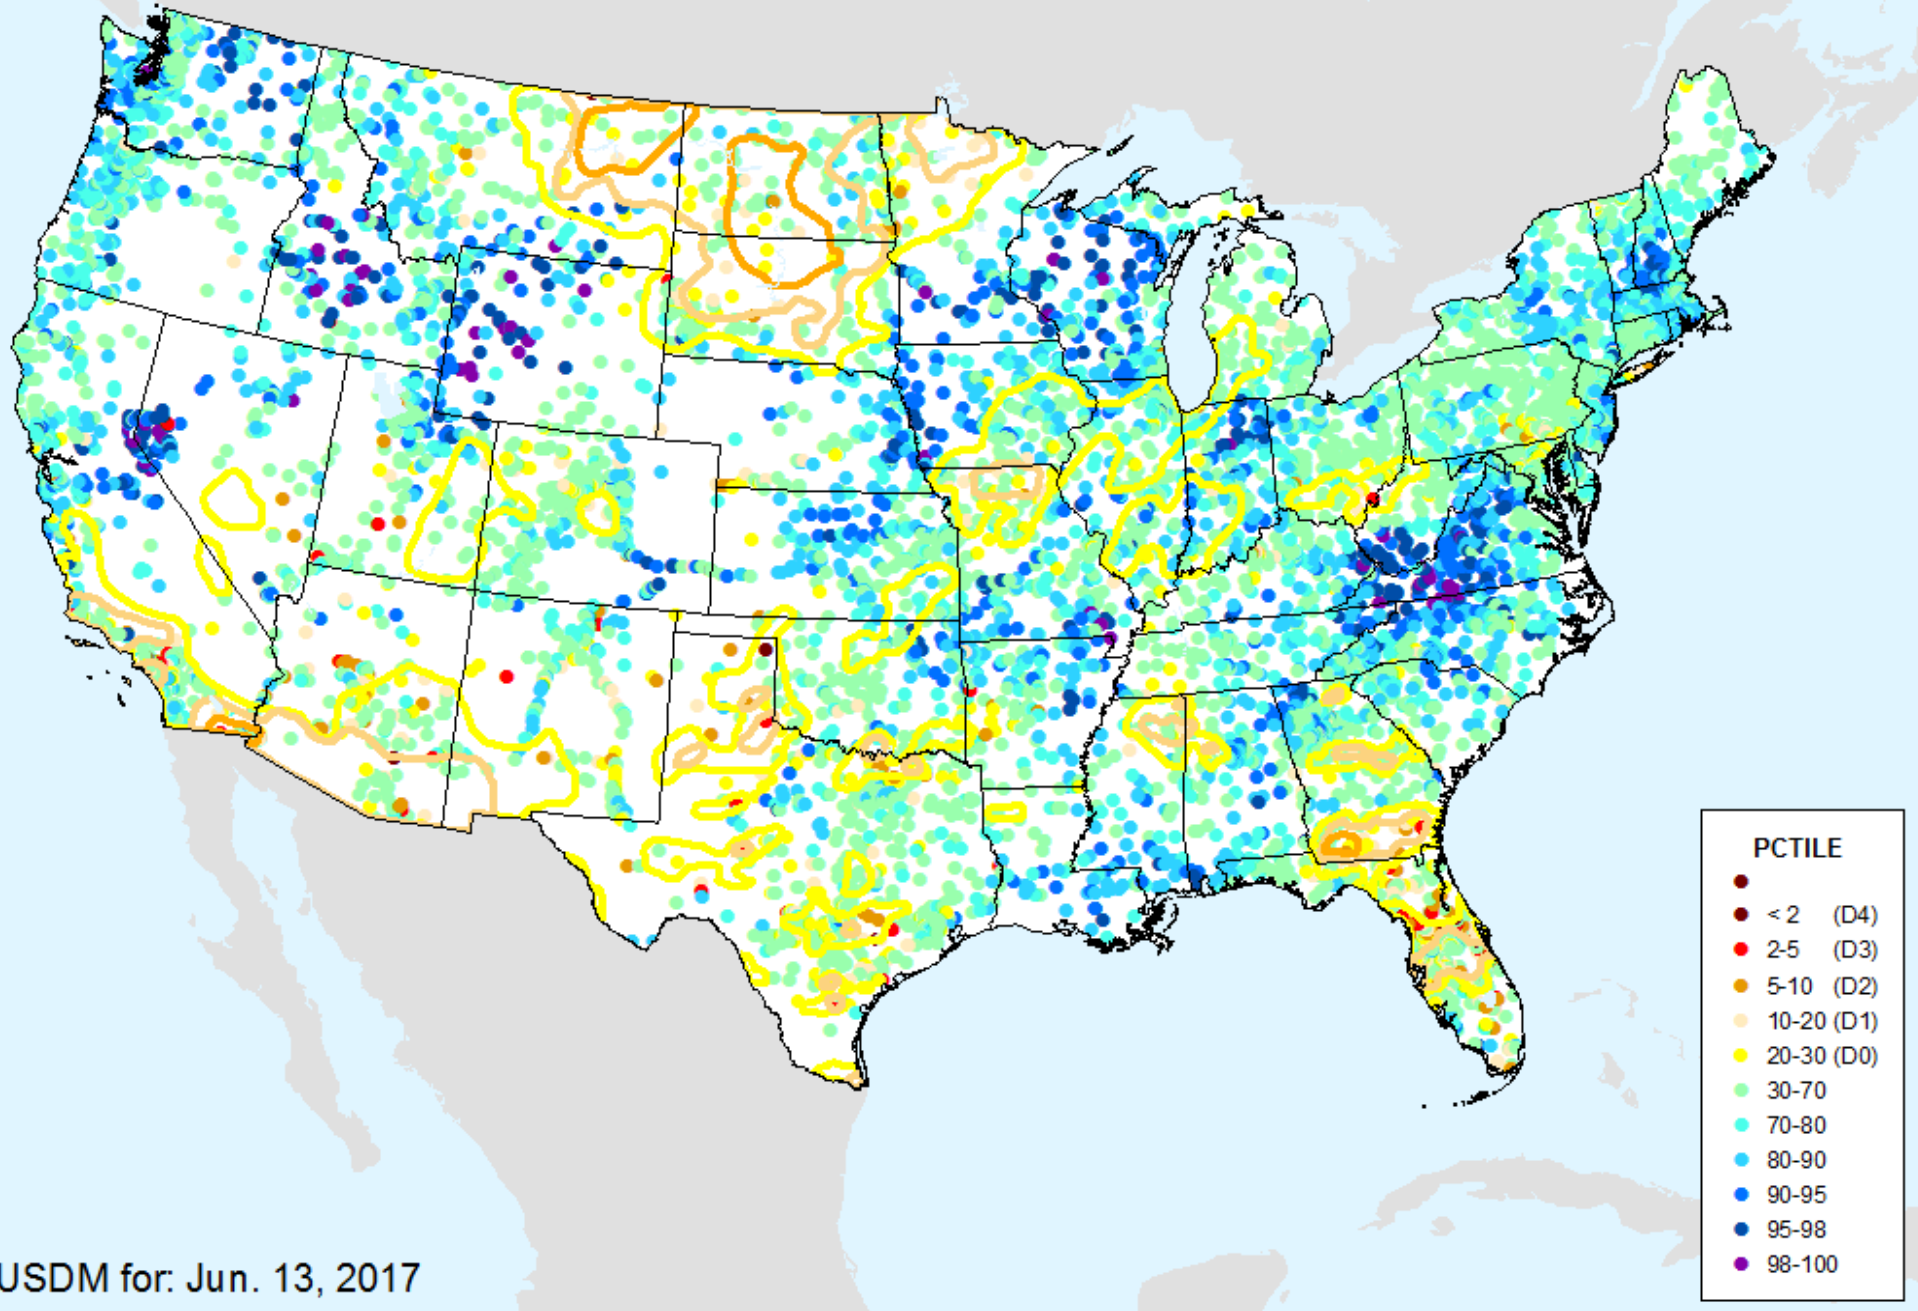 PCTILE
< 2 (D4)
2-5 (D3)
5-10 (D2)
10-20 (D1)
20-30 (D0)
30-70
70-80
80-90
90-95
95-98
98-100
USDM for: Jun. 13, 2017